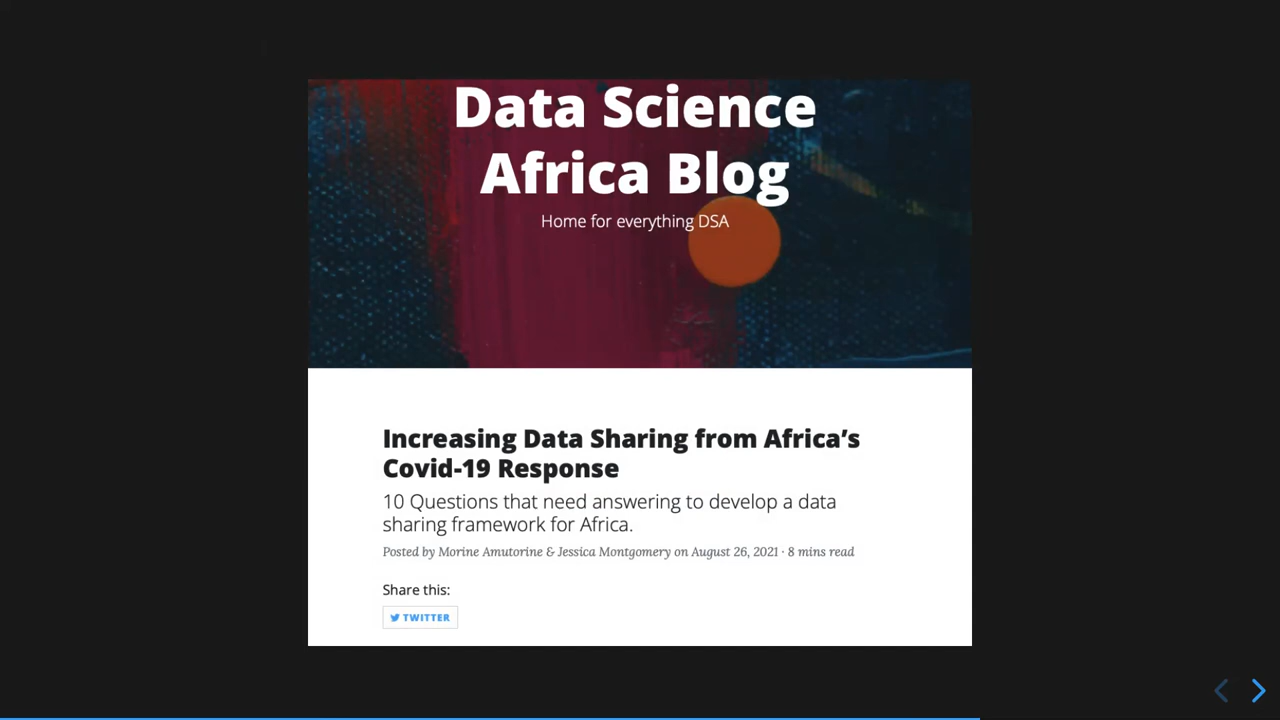 Data Science
Africa Blog
Home for everything DSA
Increasing Data Sharing from Africa’s
Covid-19 Response
10 Questions that need answering to develop a data
sharing framework for Africa.
Posted by Morine Amutorine & Jessica Montgomery on August 26, 2021 · 8 mins read
Share this:
TWITTER